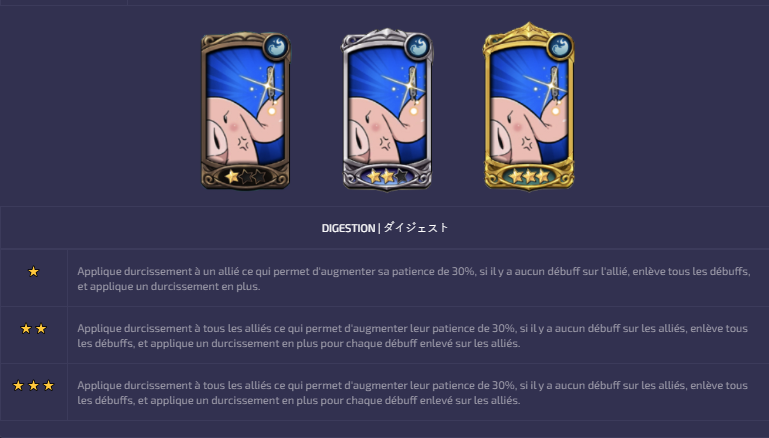 DIGESTION | ダイジェスト
Applique durcissement à un allié ce qui permet d'augmenter sa patience de 30%, si il y a aucun débuff sur l'allié, enlève tous les débuffs,
et applique un durcissement en plus.
Applique durcissement à tous les alliés ce qui permet d'augmenter leur patience de 30%, si il y a aucun débuff sur les alliés, enlève tous
les débuffs, et applique un durcissement en plus pour chaque débuff enlevé sur les alliés.
Applique durcissement à tous les alliés ce qui permet d'augmenter leur patience de 30%, si il y a aucun débuff sur les alliés, enlève tous
les débuffs, et applique un durcissement en plus pour chaque débuff enlevé sur les alliés.